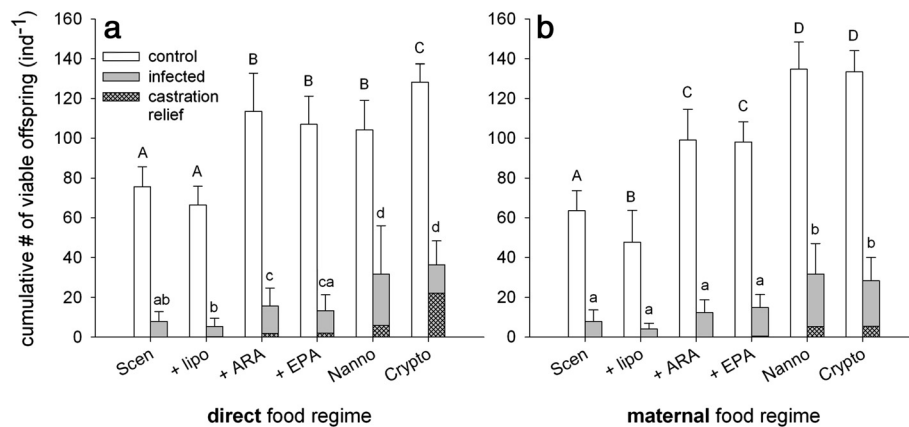 a
b
cumulative # of viable offspring (ind⁻¹)
160
140
120
100
80
60
40
20
0
control
infected
castration
relief
A
A
B
B
B
C
ab
b
c
ca
d
d
Scen
+ lipo
+ ARA
+ EPA
Nanno
Crypto
direct food regime
160
140
120
100
80
60
40
20
0
A
B
C
C
D
D
a
a
a
a
b
b
Scen
+ lipo
+ ARA
+ EPA
Nanno
Crypto
maternal food regime